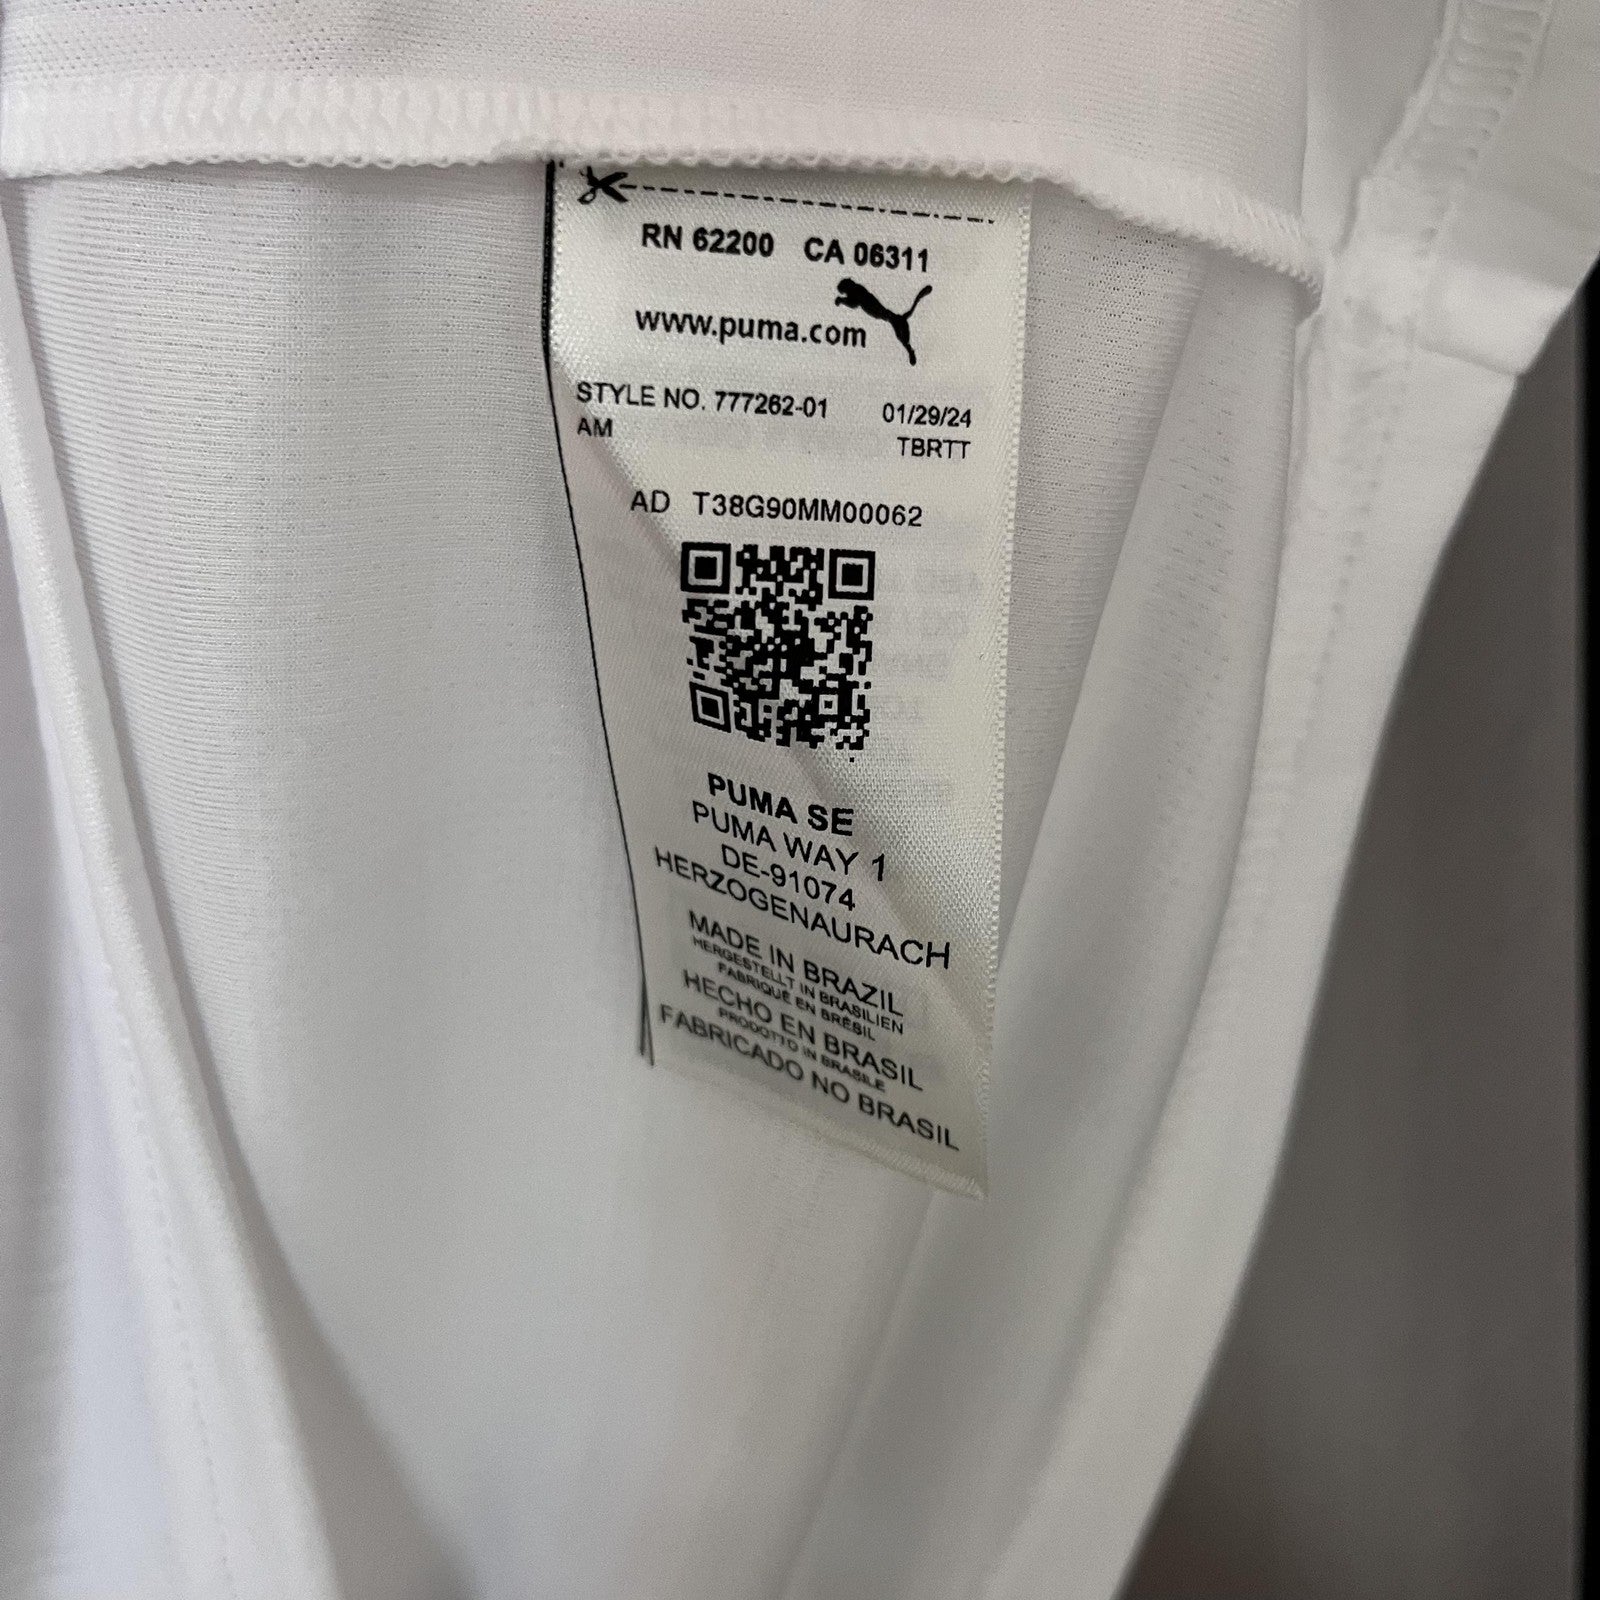 RN 62200 CA 06311
www.puma.com
STYLE NO. 777262-01 01/29/24
AM TBRTT
AD T38G90MM00062
PUMA SE
PUMA WAY 1
DE-91074
HERZOGENAURACH
MADE IN BRAZIL
HERGESTELLT IN BRASILIEN
FABRIQUÉ EN BRÉSIL
HECHO EN BRASIL
PRODOTTO IN BRASILE
FABRICADO NO BRASIL